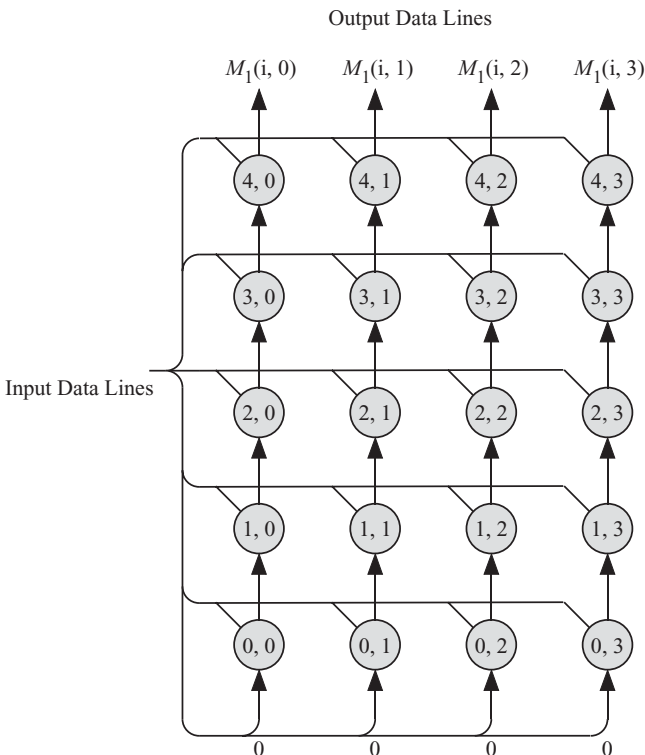 Output Data Lines
M₁(i, 0) M₁(i, 1) M₁(i, 2) M₁(i, 3)
4, 0 4, 1 4, 2 4, 3
3, 0 3, 1 3, 2 3, 3
Input Data Lines
2, 0 2, 1 2, 2 2, 3
1, 0 1, 1 1, 2 1, 3
0, 0 0, 1 0, 2 0, 3
0 0 0 0